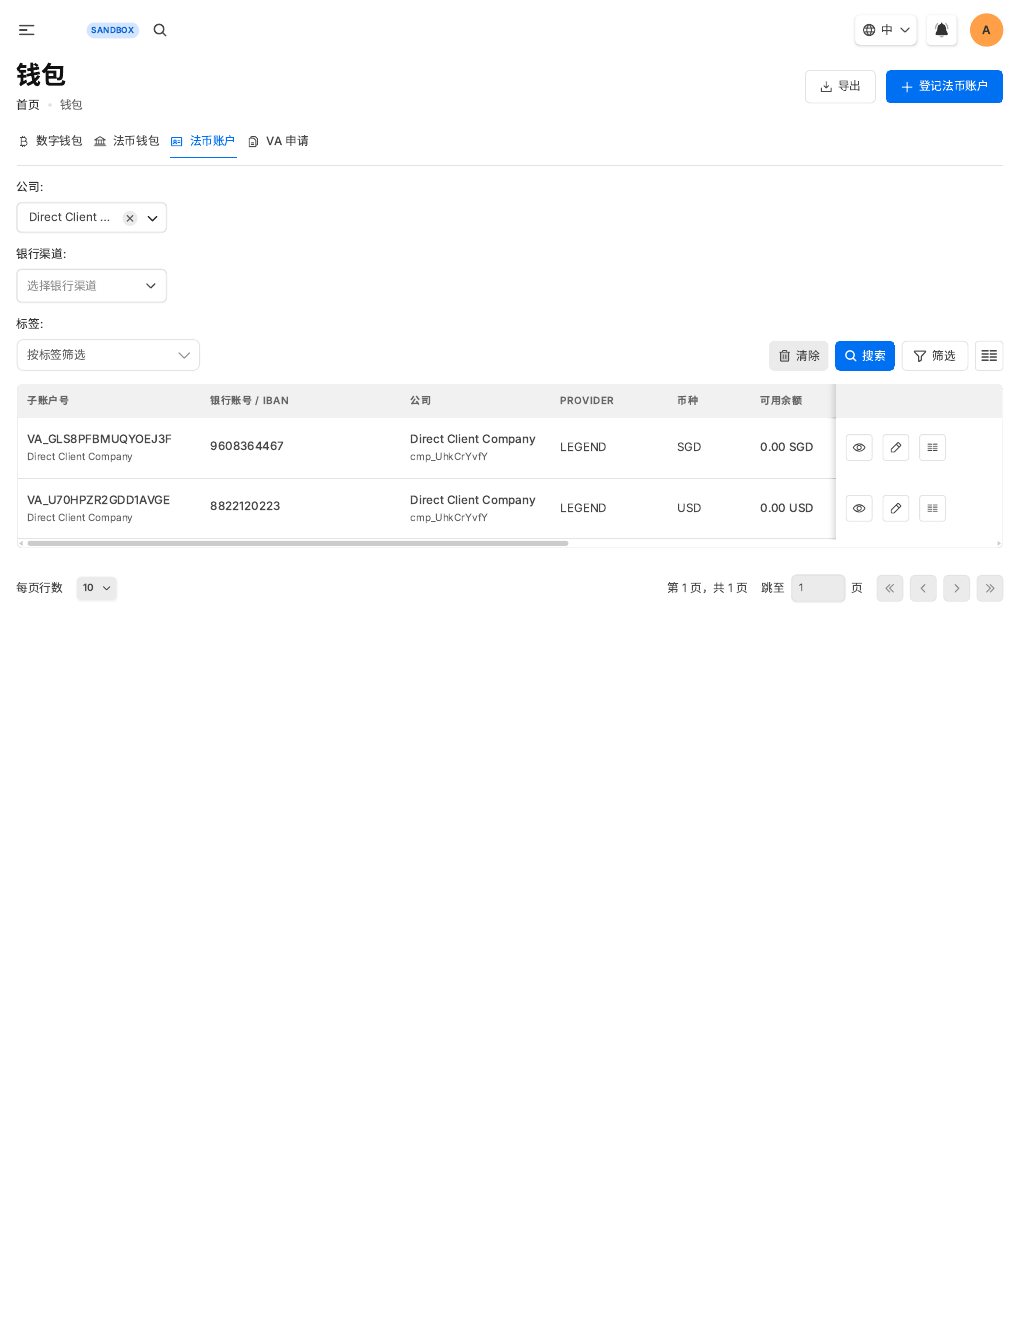 SANDBOX
中
A
钱包
首页 • 钱包
导出
登记法币账户
数字钱包
法币钱包
法币账户
VA 申请
公司:
Direct Client ...
银行渠道:
选择银行渠道
标签:
按标签筛选
清除
搜索
筛选
子账户号 银行账号 / IBAN 公司 PROVIDER 币种 可用余额
VA_GLS8PFBMUQYOEJ3F 9608364467 Direct Client Company LEGEND SGD 0.00 SGD
Direct Client Company cmp_UhkCrYvfY
VA_U70HPZR2GDD1AVGE 8822120223 Direct Client Company LEGEND USD 0.00 USD
Direct Client Company cmp_UhkCrYvfY
每页行数 10 第 1 页，共 1 页 跳至 1 页